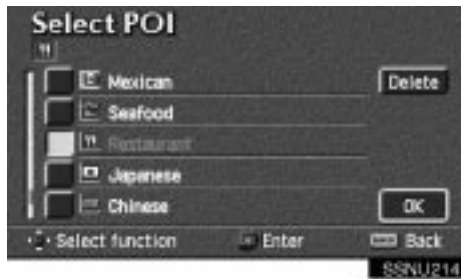 Select POI
Mexican
Delete
Seafood
Restaurant
Japanese
Chinese
OK
Select function
Enter
Back
SSNU214